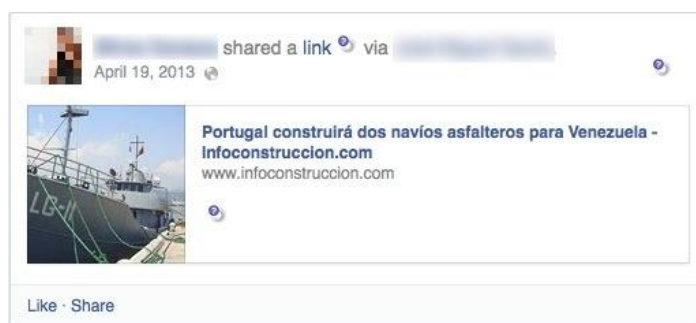 shared a link via
April 19, 2013
Portugal construirá dos navíos asfalteros para Venezuela -
Infoconstruccion.com
www.infoconstruccion.com
LG-11
Like · Share